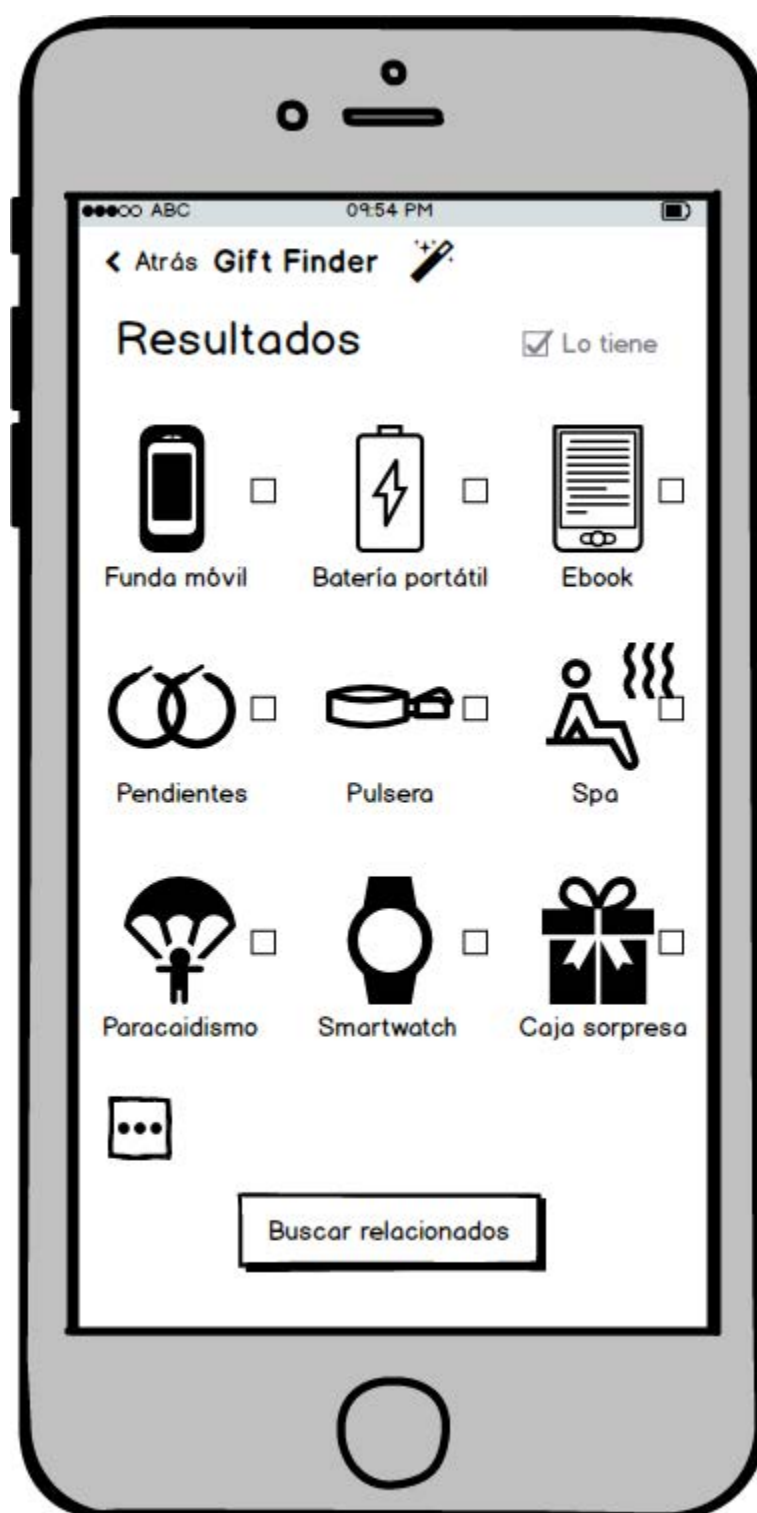 ABC 09:54 PM
Atrás Gift Finder
Resultados Lo tiene
Funda móvil Batería portátil Ebook
Pendientes Pulsera Spa
Paracaidismo Smartwatch Caja sorpresa
Buscar relacionados